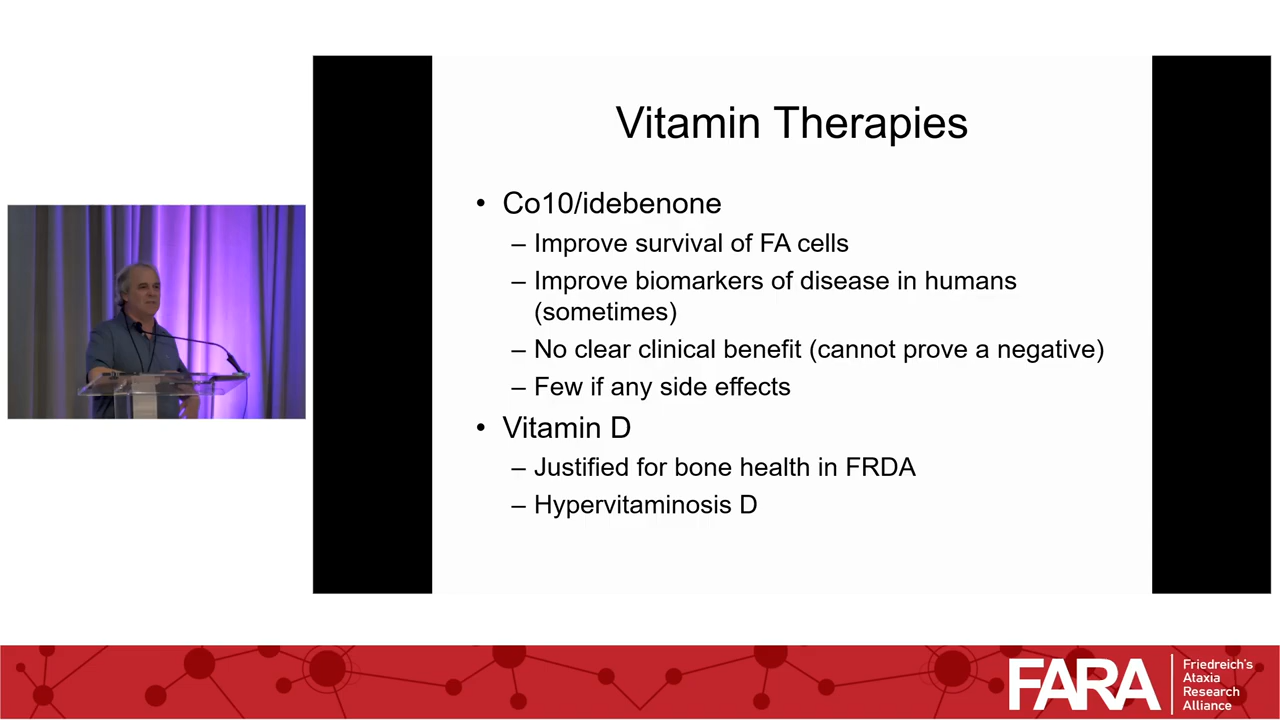 Vitamin Therapies
• Co10/idebenone
– Improve survival of FA cells
– Improve biomarkers of disease in humans
(sometimes)
– No clear clinical benefit (cannot prove a negative)
– Few if any side effects
• Vitamin D
– Justified for bone health in FRDA
– Hypervitaminosis D
FARA
Friedreich's
Ataxia
Research
Alliance